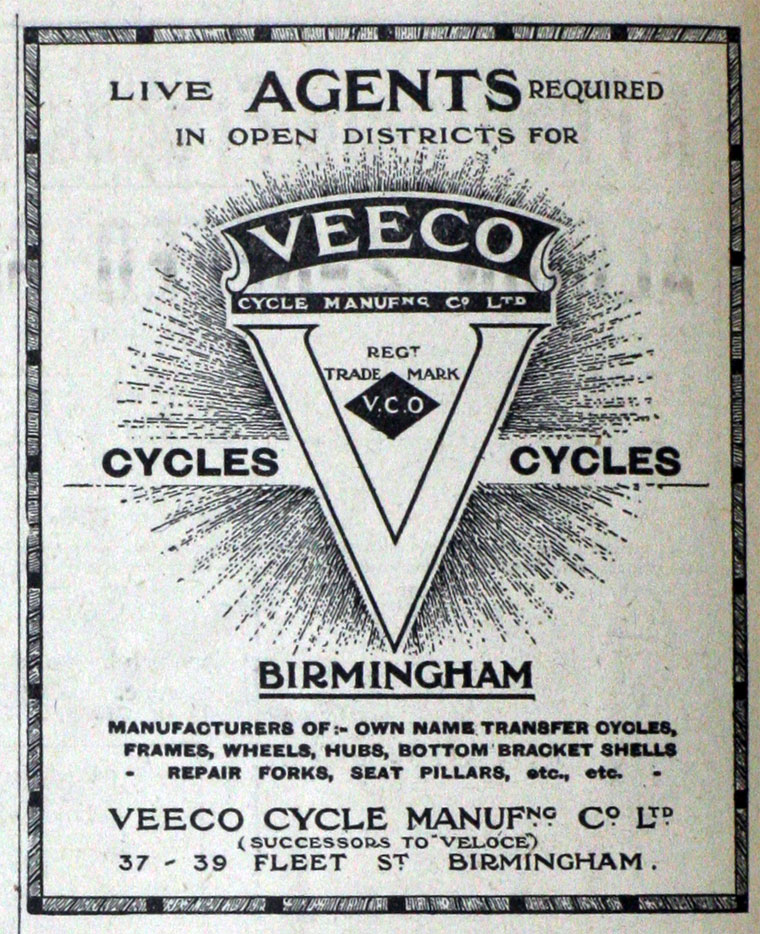 LIVE AGENTS REQUIRED
IN OPEN DISTRICTS FOR
VEECO
CYCLE MANUFNG CO LTD
REGT
TRADE MARK
V.C.O
CYCLES CYCLES
BIRMINGHAM
MANUFACTURERS OF:- OWN NAME TRANSFER CYCLES,
FRAMES, WHEELS, HUBS, BOTTOM BRACKET SHELLS
- REPAIR FORKS, SEAT PILLARS, etc., etc. -
VEECO CYCLE MANUFNG CO LTD
(SUCCESSORS TO "VELOCE")
37 - 39 FLEET ST BIRMINGHAM.